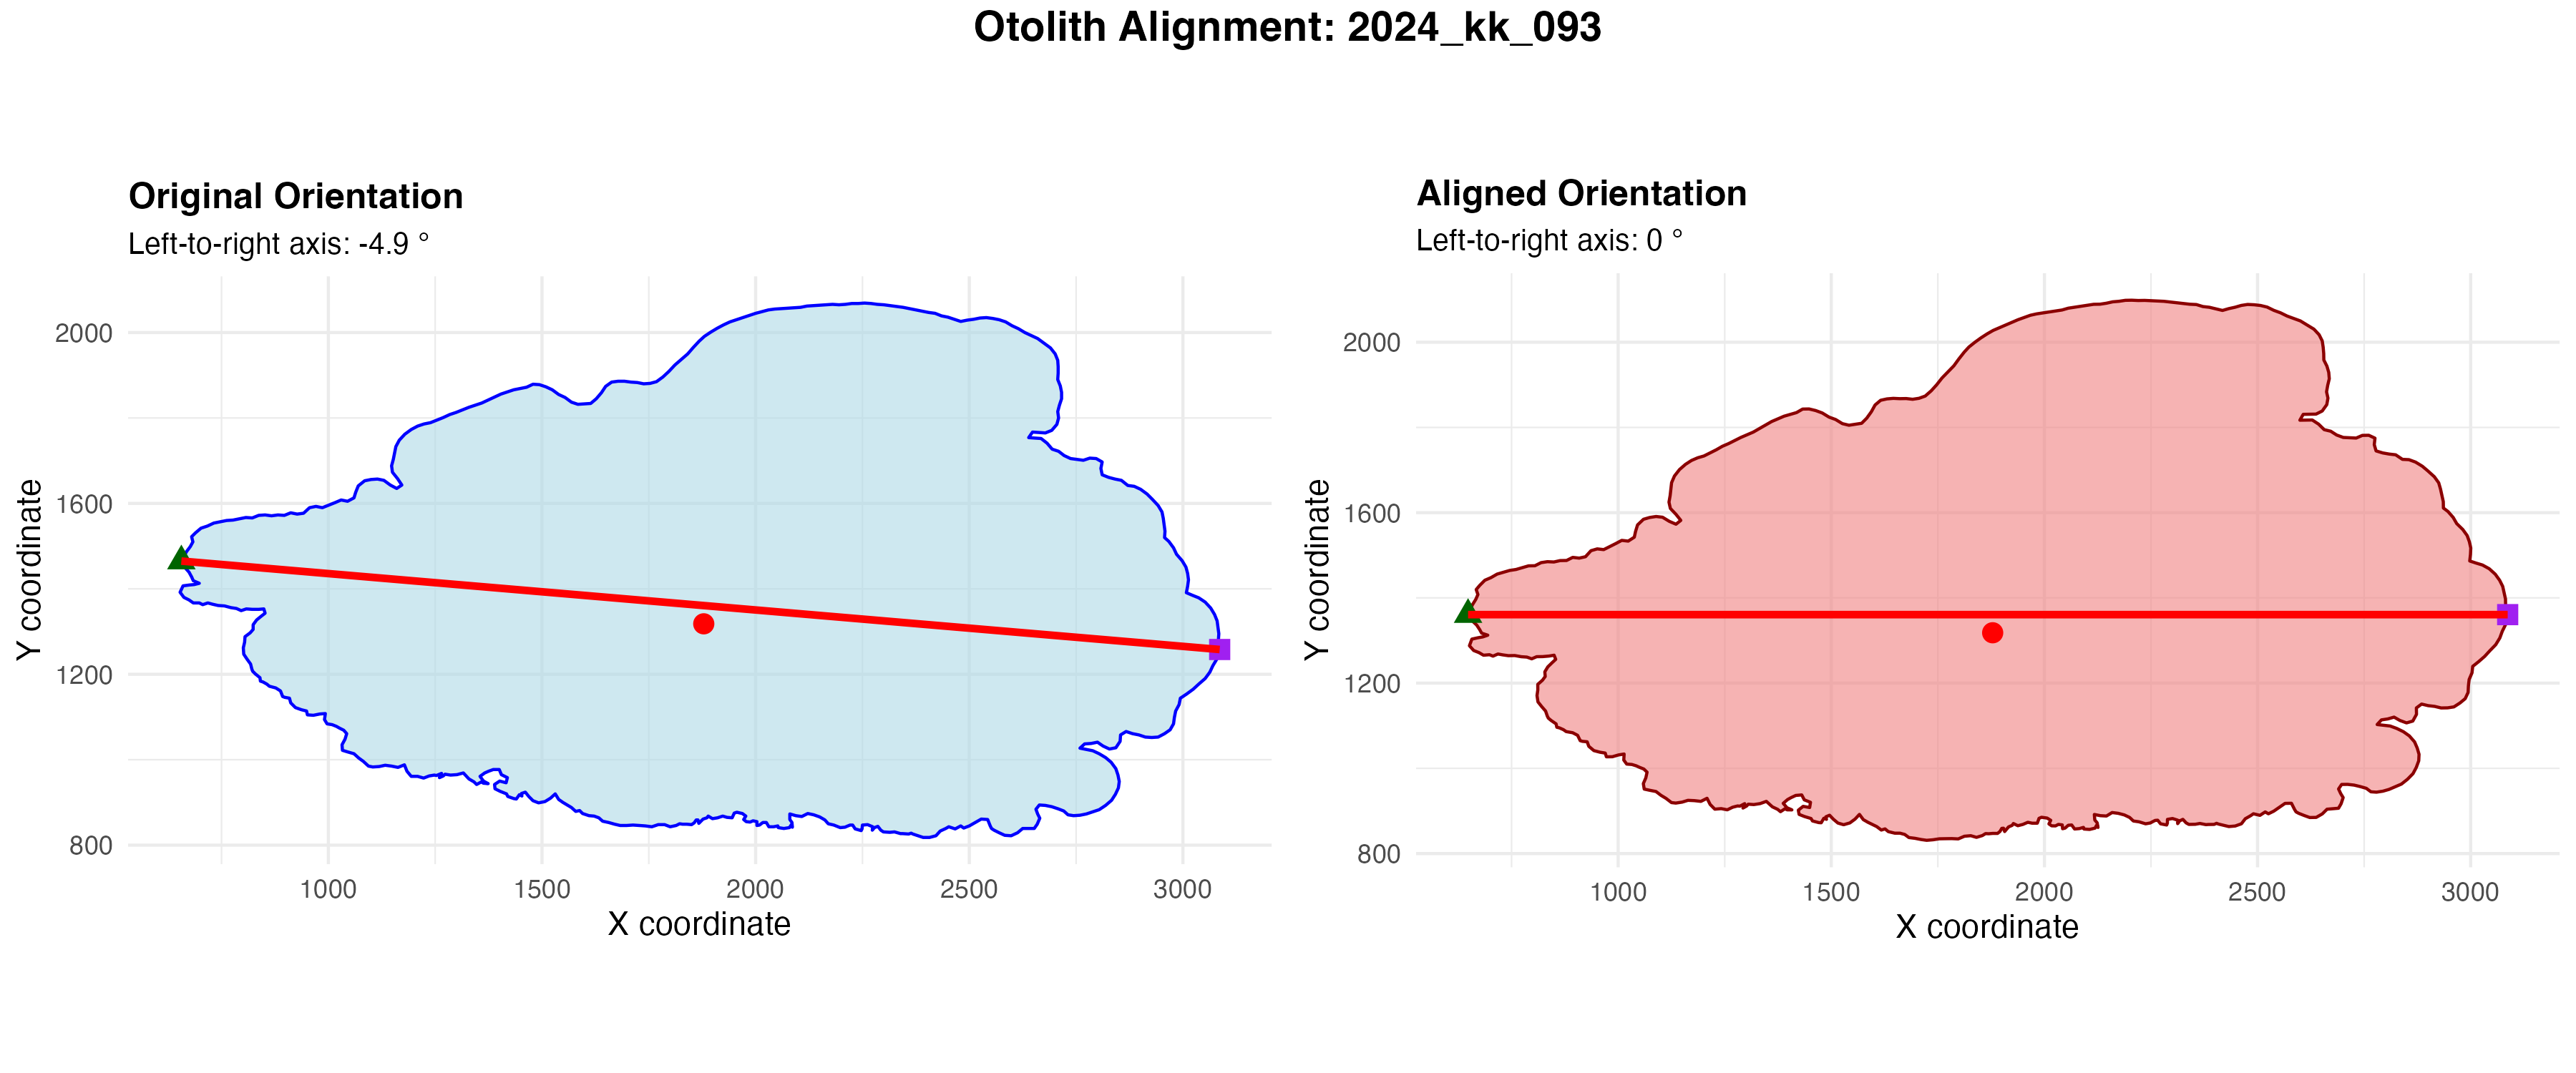 Otolith Alignment: 2024_kk_093
Original Orientation
Left-to-right axis: -4.9 °
Y coordinate
2000
1600
1200
800
1000
1500
2000
2500
3000
X coordinate
Aligned Orientation
Left-to-right axis: 0 °
Y coordinate
2000
1600
1200
800
1000
1500
2000
2500
3000
X coordinate